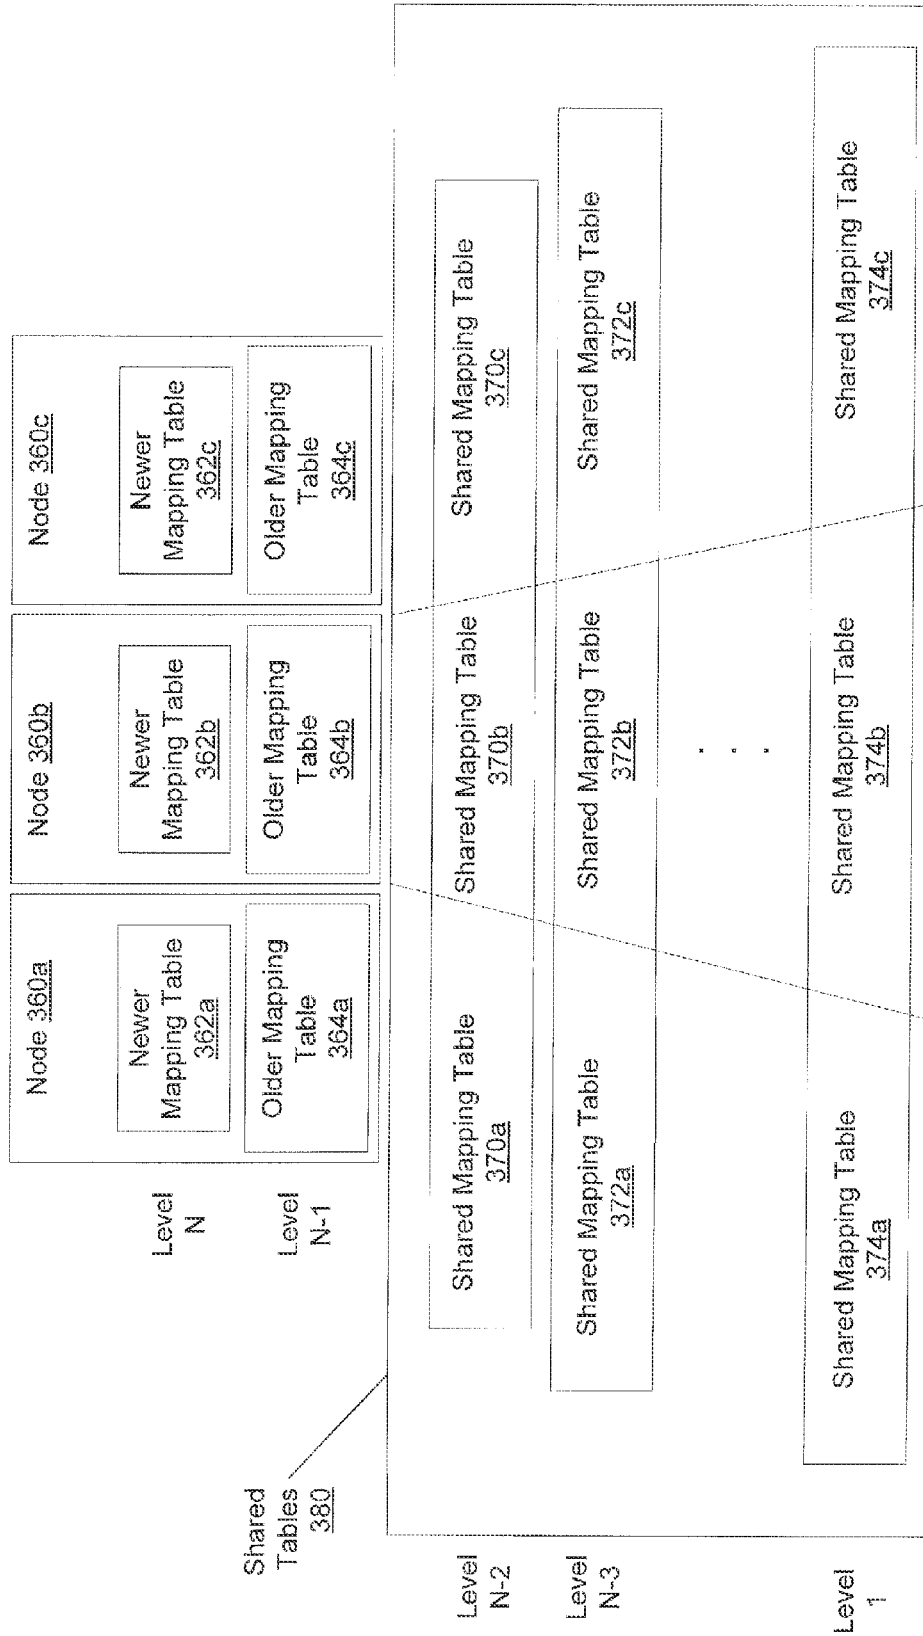 Node 360a
Newer
Mapping Table
362a
Older Mapping
Table
364a
Node 360b
Newer
Mapping Table
362b
Older Mapping
Table
364b
Node 360c
Newer
Mapping Table
362c
Older Mapping
Table
364c
Level
N
Level
N-1
Shared
Tables
380
Level
N-2
Shared Mapping Table
370a
Shared Mapping Table
370b
Shared Mapping Table
370c
Level
N-3
Shared Mapping Table
372a
Shared Mapping Table
372b
Shared Mapping Table
372c
. . .
Level
1
Shared Mapping Table
374a
Shared Mapping Table
374b
Shared Mapping Table
374c